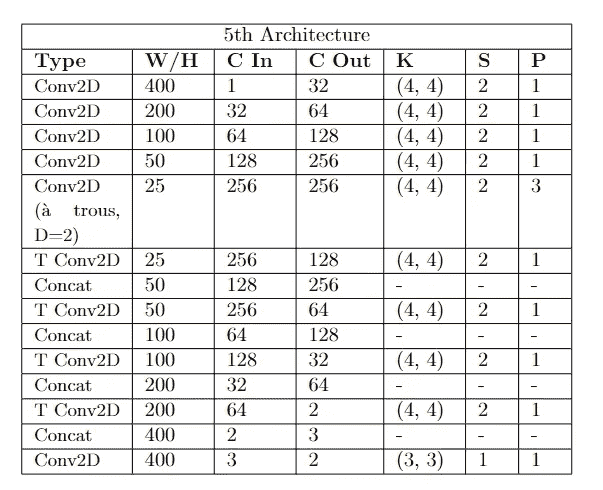 5th Architecture
Type W/H C In C Out K S P
Conv2D 400 1 32 (4, 4) 2 1
Conv2D 200 32 64 (4, 4) 2 1
Conv2D 100 64 128 (4, 4) 2 1
Conv2D 50 128 256 (4, 4) 2 1
Conv2D 25 256 256 (4, 4) 2 3
(à trous,
D=2)
T Conv2D 25 256 128 (4, 4) 2 1
Concat 50 128 256 - - -
T Conv2D 50 256 64 (4, 4) 2 1
Concat 100 64 128 - - -
T Conv2D 100 128 32 (4, 4) 2 1
Concat 200 32 64 - - -
T Conv2D 200 64 2 (4, 4) 2 1
Concat 400 2 3 - - -
Conv2D 400 3 2 (3, 3) 1 1